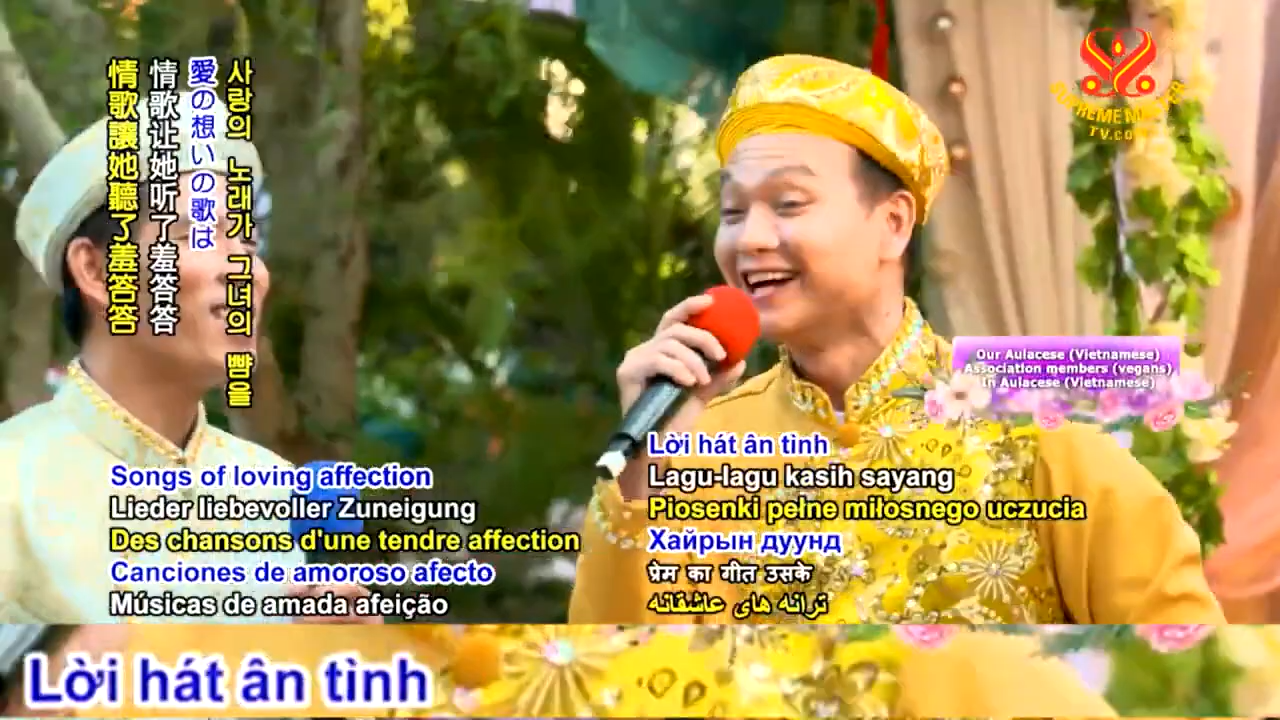 사랑의 노래가 그녀의 뺨을
愛の想いの歌は
情歌让她听了羞答答
情歌讓她聽了羞答答
SUPREME MASTER
TV.COM
Our Aulacese (Vietnamese)
Association members (vegans)
In Aulacese (Vietnamese)
Songs of loving affection
Lieder liebevoller Zuneigung
Des chansons d'une tendre affection
Canciones de amoroso afecto
Músicas de amada afeição
Lời hát ân tình
Lagu-lagu kasih sayang
Piosenki pełne miłosnego uczucia
Хайрын дуунд
प्रेम का गीत उसके
ترانه های عاشقانه
Lời hát ân tình